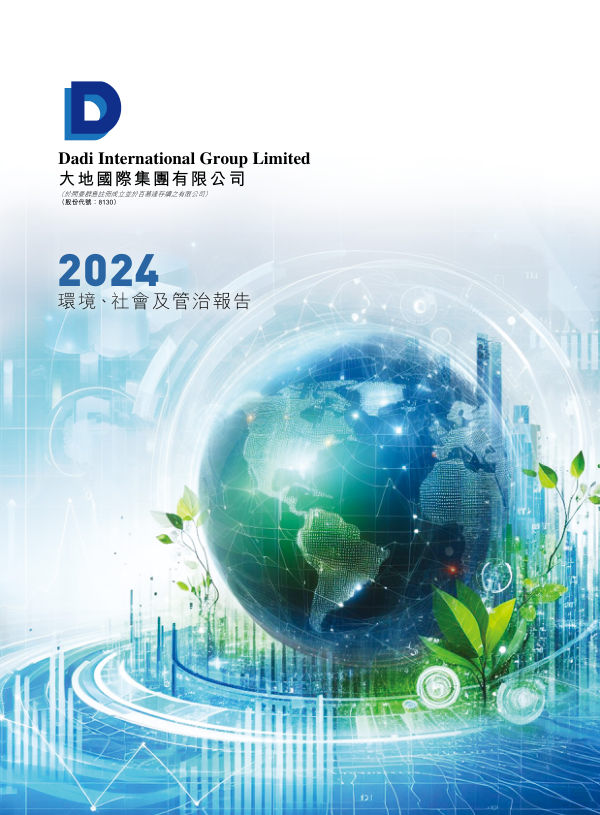 Dadi International Group Limited
大地國際集團有限公司
（於開曼群島註冊成立並於百慕達存續之有限公司）
（股份代號：8130）
2024
環境、社會及管治報告